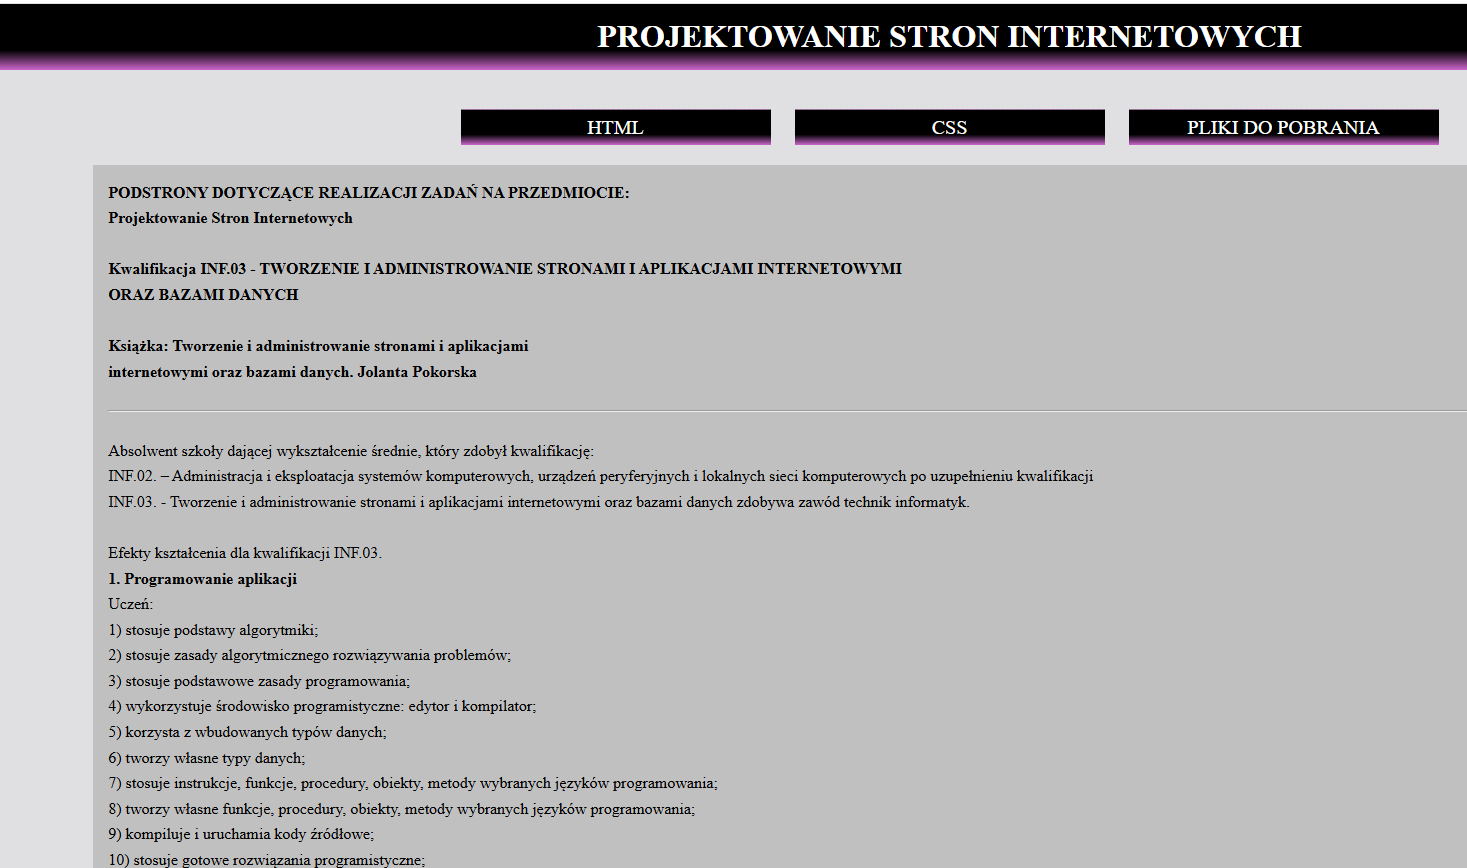 PROJEKTOWANIE STRON INTERNETOWYCH
HTML
CSS
PLIKI DO POBRANIA
PODSTRONY DOTYCZĄCE REALIZACJI ZADAŃ NA PRZEDMIOCIE:
Projektowanie Stron Internetowych
Kwalifikacja INF.03 - TWORZENIE I ADMINISTROWANIE STRONAMI I APLIKACJAMI INTERNETOWYMI
ORAZ BAZAMI DANYCH
Książka: Tworzenie i administrowanie stronami i aplikacjami
internetowymi oraz bazami danych. Jolanta Pokorska
Absolwent szkoły dającej wykształcenie średnie, który zdobył kwalifikację:
INF.02. – Administracja i eksploatacja systemów komputerowych, urządzeń peryferyjnych i lokalnych sieci komputerowych po uzupełnieniu kwalifikacji
INF.03. - Tworzenie i administrowanie stronami i aplikacjami internetowymi oraz bazami danych zdobywa zawód technik informatyk.
Efekty kształcenia dla kwalifikacji INF.03.
1. Programowanie aplikacji
Uczeń:
1) stosuje podstawy algorytmiki;
2) stosuje zasady algorytmicznego rozwiązywania problemów;
3) stosuje podstawowe zasady programowania;
4) wykorzystuje środowisko programistyczne: edytor i kompilator;
5) korzysta z wbudowanych typów danych;
6) tworzy własne typy danych;
7) stosuje instrukcje, funkcje, procedury, obiekty, metody wybranych języków programowania;
8) tworzy własne funkcje, procedury, obiekty, metody wybranych języków programowania;
9) kompiluje i uruchamia kody źródłowe;
10) stosuje gotowe rozwiązania programistyczne;